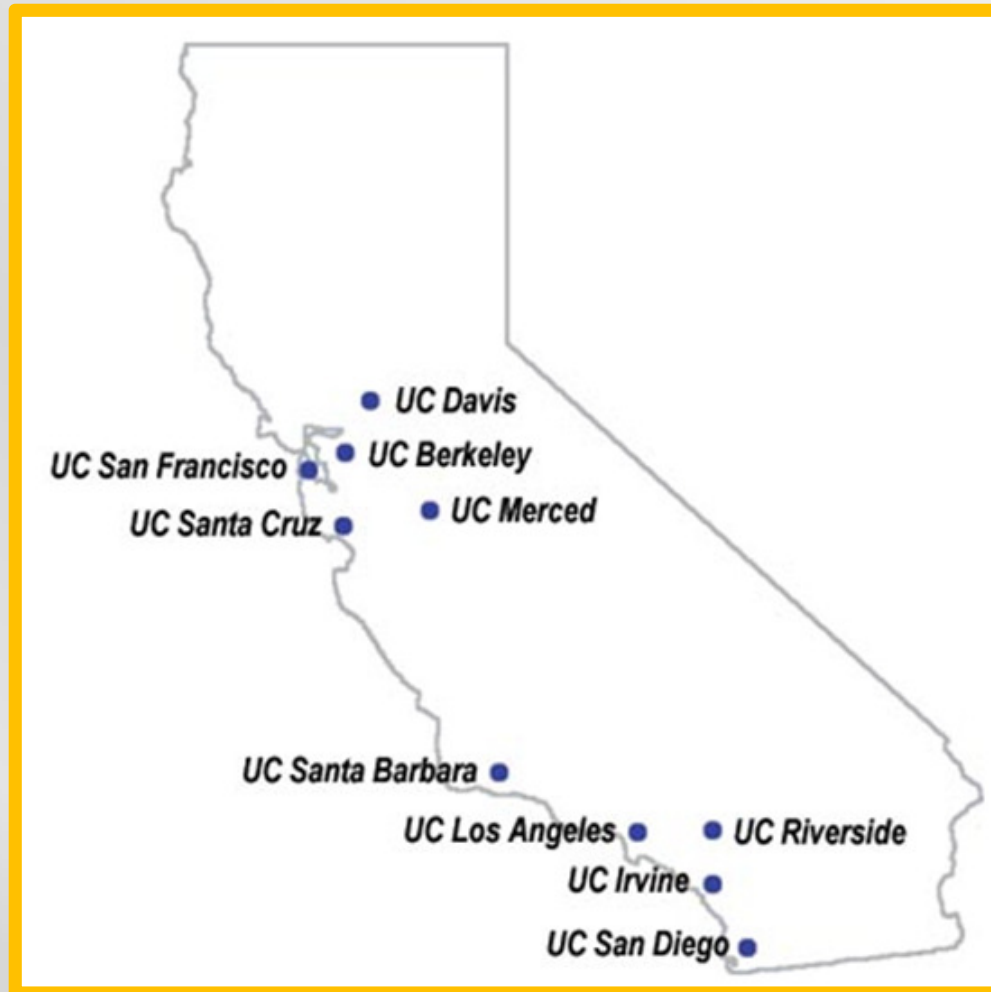 UC Davis
UC Berkeley
UC San Francisco
UC Merced
UC Santa Cruz
UC Santa Barbara
UC Los Angeles
UC Riverside
UC Irvine
UC San Diego